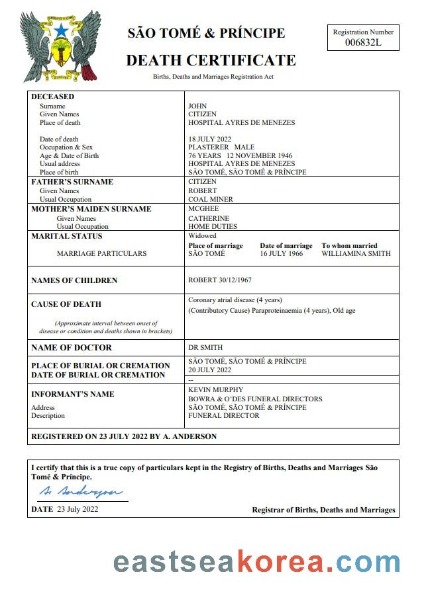 SÃO TOMÉ & PRÍNCIPE
DEATH CERTIFICATE
Births, Deaths and Marriages Registration Act
Registration Number
006832L
DECEASED
Surname JOHN
Given Names CITIZEN
Place of death HOSPITAL AYRES DE MENEZES
Date of death 18 JULY 2022
Occupation & Sex PLASTERER MALE
Age & Date of Birth 76 YEARS 12 NOVEMBER 1946
Usual address HOSPITAL AYRES DE MENEZES
Place of birth SÃO TOMÉ, SÃO TOMÉ & PRÍNCIPE
FATHER'S SURNAME CITIZEN
Given Names ROBERT
Usual Occupation COAL MINER
MOTHER'S MAIDEN SURNAME MCGHEE
Given Names CATHERINE
Usual Occupation HOME DUTIES
MARITAL STATUS Widowed
Place of marriage Date of marriage To whom married
MARRIAGE PARTICULARS SÃO TOMÉ 16 JULY 1966 WILLIAMINA SMITH
NAMES OF CHILDREN ROBERT 30/12/1967
Coronary atrial disease (4 years)
CAUSE OF DEATH (Contributory Cause) Paraproteinaemia (4 years), Old age
(Approximate interval between onset of
disease or condition and deaths shown in brackets)
NAME OF DOCTOR DR SMITH
PLACE OF BURIAL OR CREMATION SÃO TOMÉ, SÃO TOMÉ & PRÍNCIPE
DATE OF BURIAL OR CREMATION 20 JULY 2022
--
INFORMANT'S NAME KEVIN MURPHY
BOWRA & O'DES FUNERAL DIRECTORS
Address SÃO TOMÉ, SÃO TOMÉ & PRÍNCIPE
Description FUNERAL DIRECTOR
REGISTERED ON 23 JULY 2022 BY A. ANDERSON
I certify that this is a true copy of particulars kept in the Registry of Births, Deaths and Marriages São
Tomé & Príncipe.
A. Anderson
DATE 23 July 2022 Registrar of Births, Deaths and Marriages
eastseakorea.com